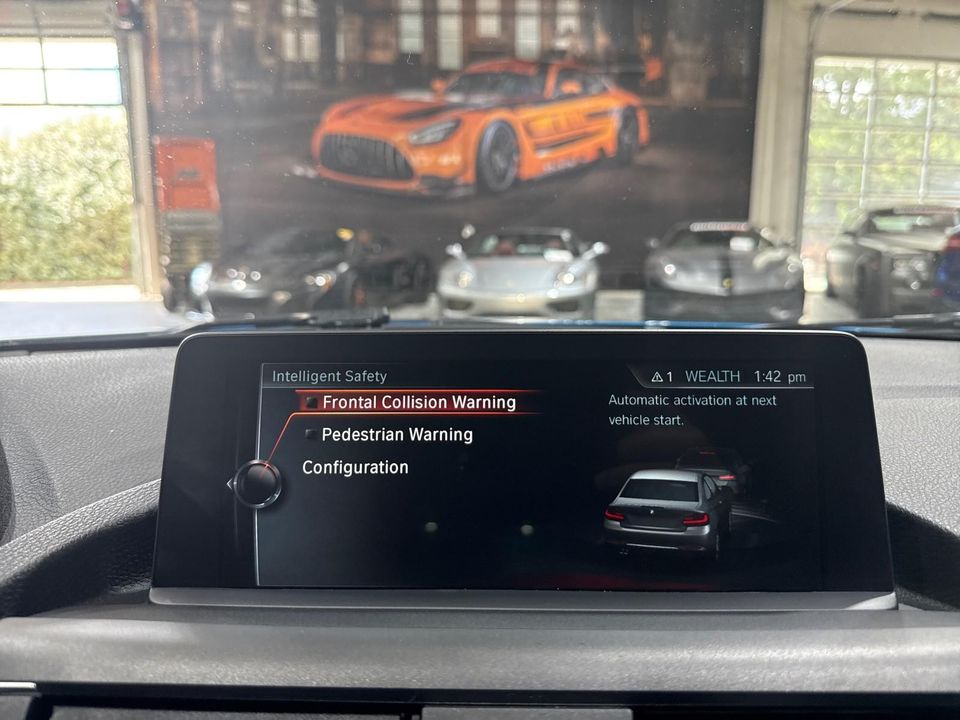 Intelligent Safety
1 WEALTH 1:42 pm
Frontal Collision Warning
Pedestrian Warning
Configuration
Automatic activation at next
vehicle start.